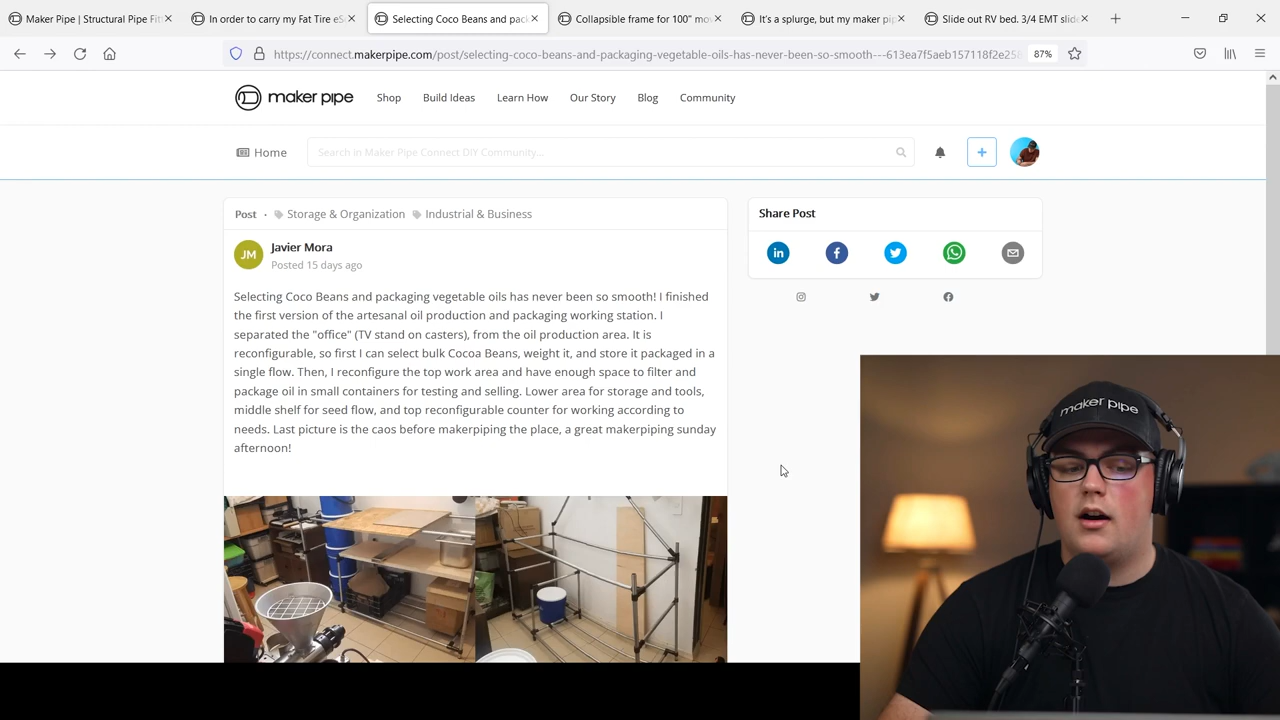 Maker Pipe | Structural Pipe Fit
In order to carry my Fat Tire eS
Selecting Coco Beans and pac
Collapsible frame for 100" mov
It's a splurge, but my maker pip
Slide out RV bed. 3/4 EMT slide
https://connect.makerpipe.com/post/selecting-coco-beans-and-packaging-vegetable-oils-has-never-been-so-smooth---613ea7f5aeb157118f2e25
87%
maker pipe
Shop
Build Ideas
Learn How
Our Story
Blog
Community
Home
Search in Maker Pipe Connect DIY Community...
Post · Storage & Organization Industrial & Business
JM
Javier Mora
Posted 15 days ago
Selecting Coco Beans and packaging vegetable oils has never been so smooth! I finished
the first version of the artesanal oil production and packaging working station. I
separated the "office" (TV stand on casters), from the oil production area. It is
reconfigurable, so first I can select bulk Cocoa Beans, weight it, and store it packaged in a
single flow. Then, I reconfigure the top work area and have enough space to filter and
package oil in small containers for testing and selling. Lower area for storage and tools,
middle shelf for seed flow, and top reconfigurable counter for working according to
needs. Last picture is the caos before makerpiping the place, a great makerpiping sunday
afternoon!
Share Post
maker pipe